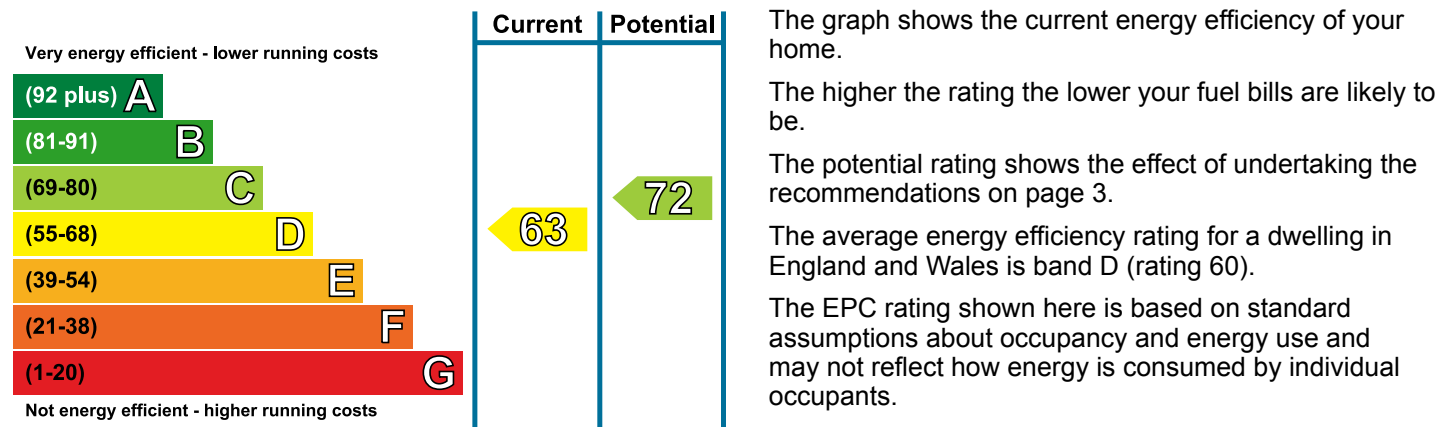 Current Potential
Very energy efficient - lower running costs
(92 plus) A
(81-91) B
(69-80) C
(55-68) D
(39-54) E
(21-38) F
(1-20) G
Not energy efficient - higher running costs
63
72
The graph shows the current energy efficiency of your
home.
The higher the rating the lower your fuel bills are likely to
be.
The potential rating shows the effect of undertaking the
recommendations on page 3.
The average energy efficiency rating for a dwelling in
England and Wales is band D (rating 60).
The EPC rating shown here is based on standard
assumptions about occupancy and energy use and
may not reflect how energy is consumed by individual
occupants.